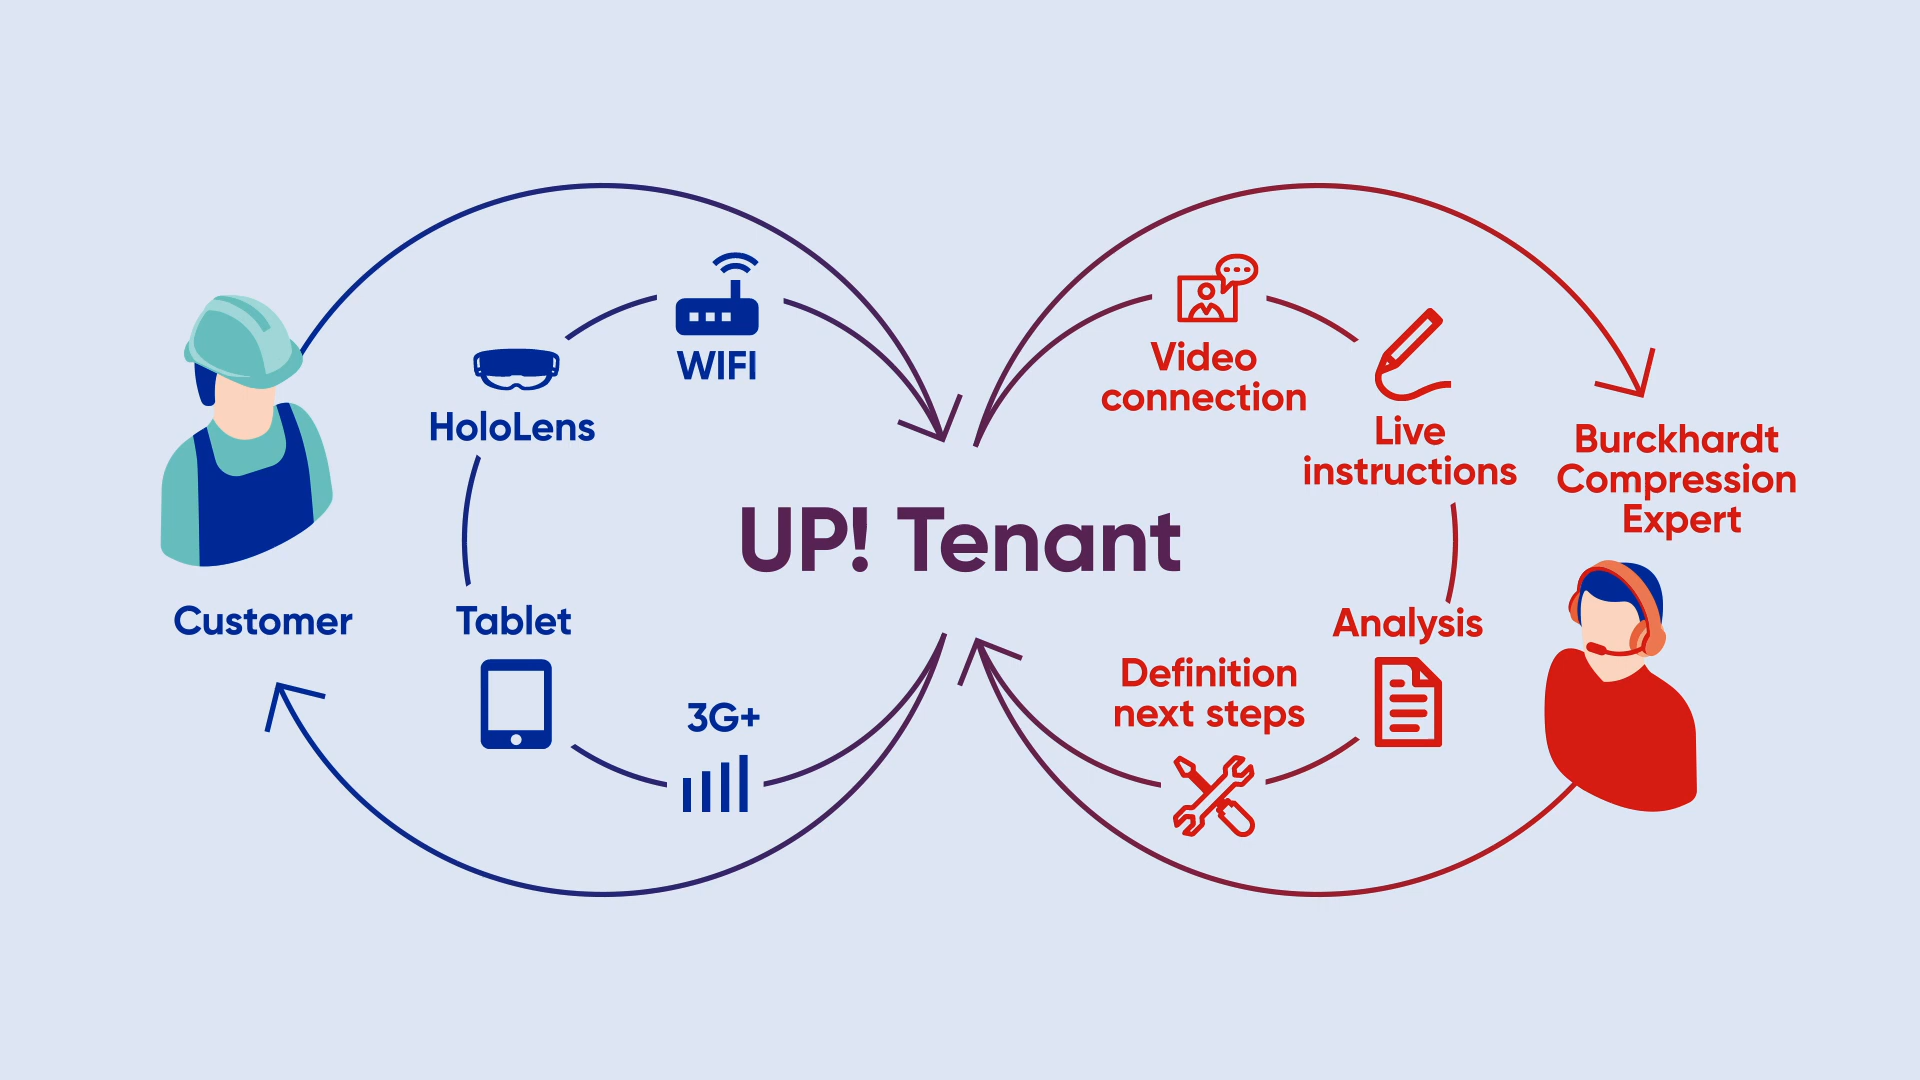 WIFI
HoloLens
Customer
Tablet
3G+
UP! Tenant
Video
connection
Live
instructions
Analysis
Definition
next steps
Burckhardt
Compression
Expert